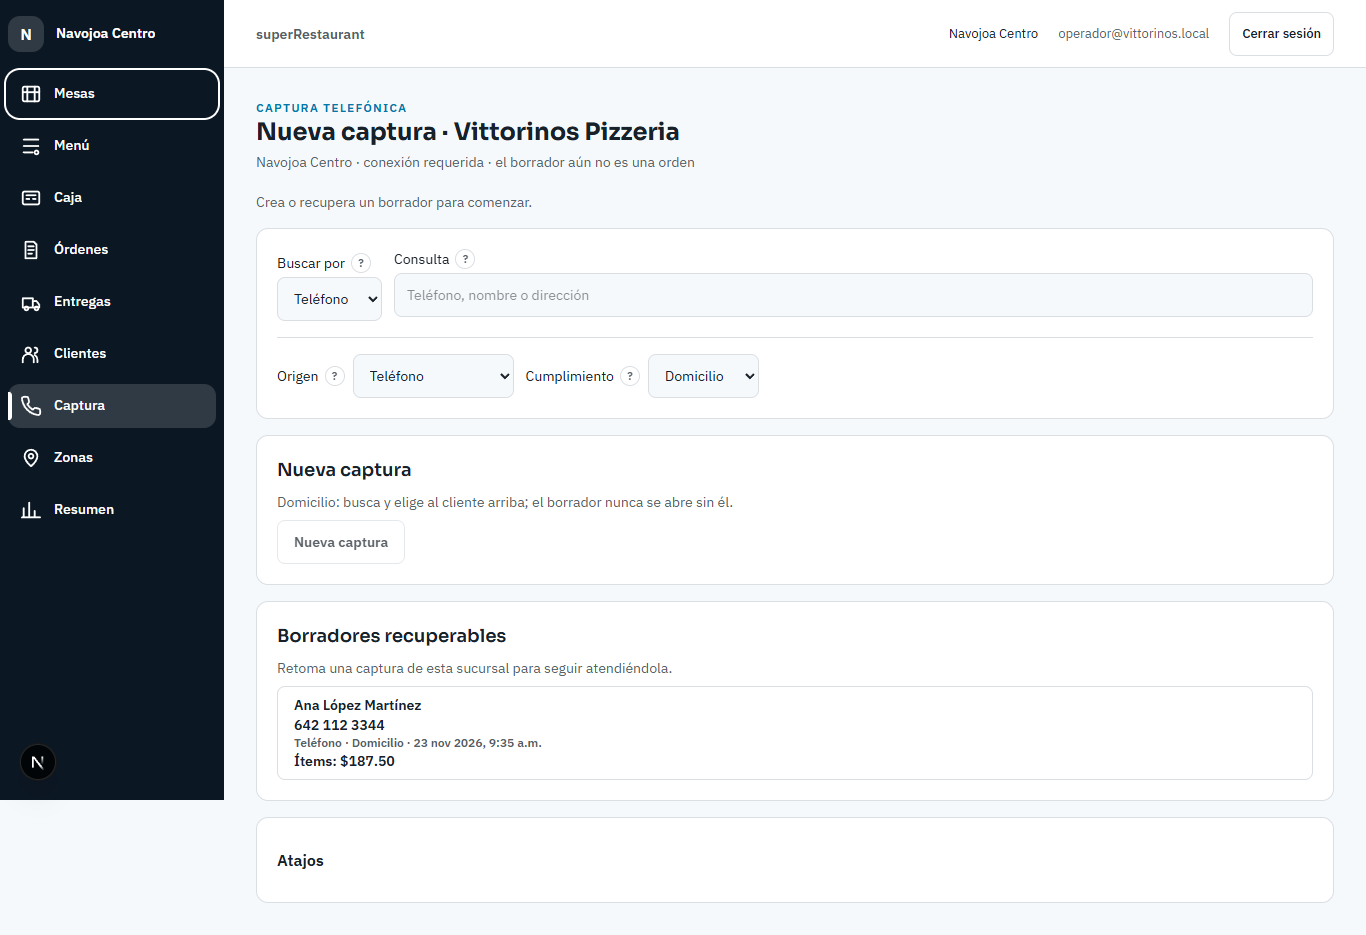 N Navojoa Centro
Mesas
Menú
Caja
Órdenes
Entregas
Clientes
Captura
Zonas
Resumen
N
superRestaurant
Navojoa Centro operador@vittorinos.local Cerrar sesión
CAPTURA TELEFÓNICA
Nueva captura · Vittorinos Pizzeria
Navojoa Centro · conexión requerida · el borrador aún no es una orden
Crea o recupera un borrador para comenzar.
Buscar por ? Consulta ?
Teléfono Teléfono, nombre o dirección
Origen ? Teléfono Cumplimiento ? Domicilio
Nueva captura
Domicilio: busca y elige al cliente arriba; el borrador nunca se abre sin él.
Nueva captura
Borradores recuperables
Retoma una captura de esta sucursal para seguir atendiéndola.
Ana López Martínez
642 112 3344
Teléfono · Domicilio · 23 nov 2026, 9:35 a.m.
Ítems: $187.50
Atajos